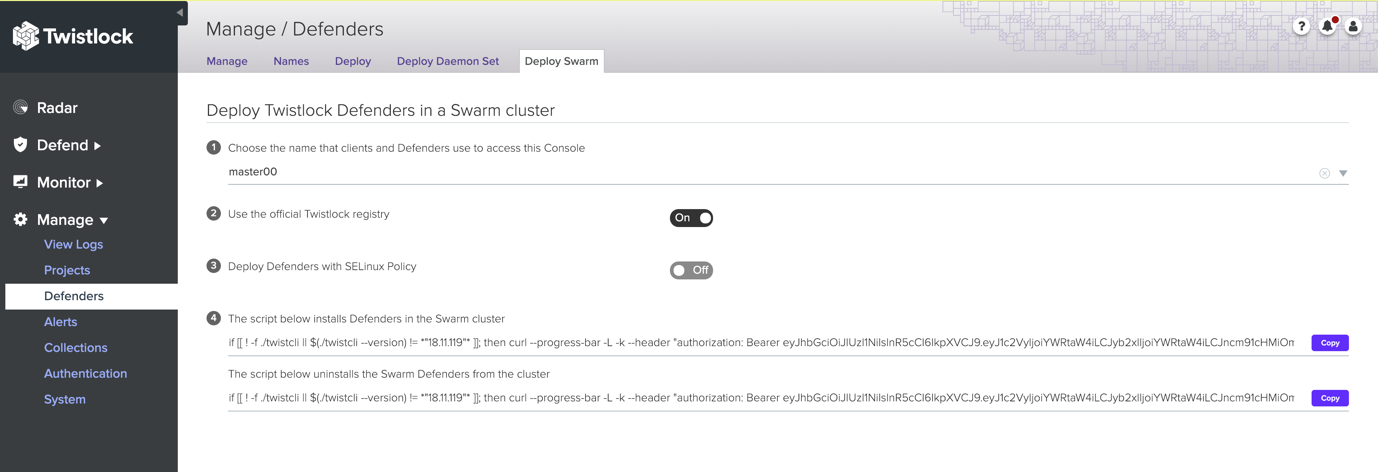 Twistlock
Manage / Defenders
Manage Names Deploy Deploy Daemon Set Deploy Swarm
?
Radar
Defend
Monitor
Manage
View Logs
Projects
Defenders
Alerts
Collections
Authentication
System
Deploy Twistlock Defenders in a Swarm cluster
1 Choose the name that clients and Defenders use to access this Console
master00
2 Use the official Twistlock registry On
3 Deploy Defenders with SELinux Policy Off
4 The script below installs Defenders in the Swarm cluster
if [[ ! -f ./twistcli || $(./twistcli --version) != *"18.11.119"* ]]; then curl --progress-bar -L -k --header "authorization: Bearer Copy
The script below uninstalls the Swarm Defenders from the cluster
if [[ ! -f ./twistcli || $(./twistcli --version) != *"18.11.119"* ]]; then curl --progress-bar -L -k --header "authorization: Bearer Copy